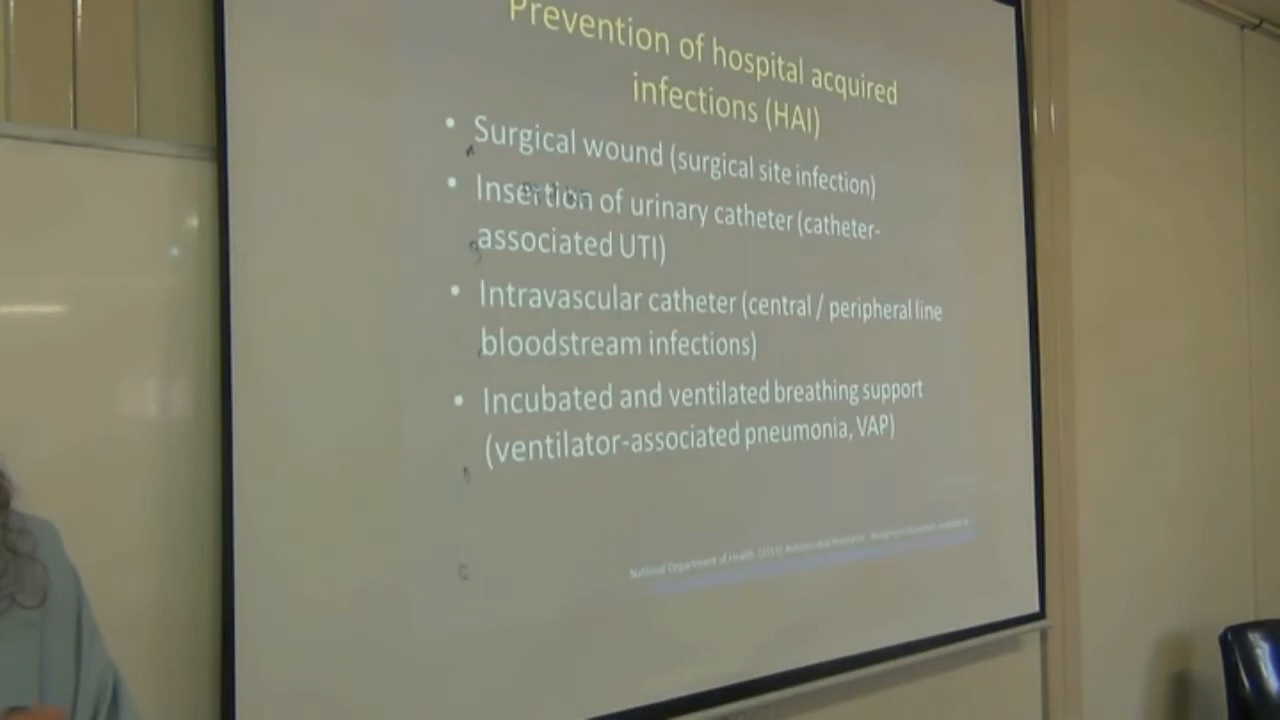 Prevention of hospital acquired
infections (HAI)
• Surgical wound (surgical site infection)
• Insertion of urinary catheter (catheter-
associated UTI)
• Intravascular catheter (central / peripheral line
bloodstream infections)
• Incubated and ventilated breathing support
(ventilator-associated pneumonia, VAP)
National Department of Health